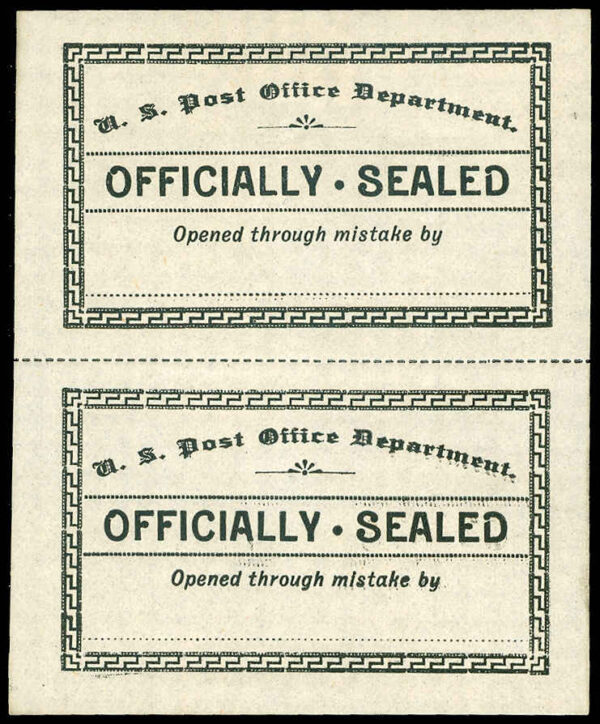 U. S. Post Office Department.
OFFICIALLY • SEALED
Opened through mistake by
U. S. Post Office Department.
OFFICIALLY • SEALED
Opened through mistake by